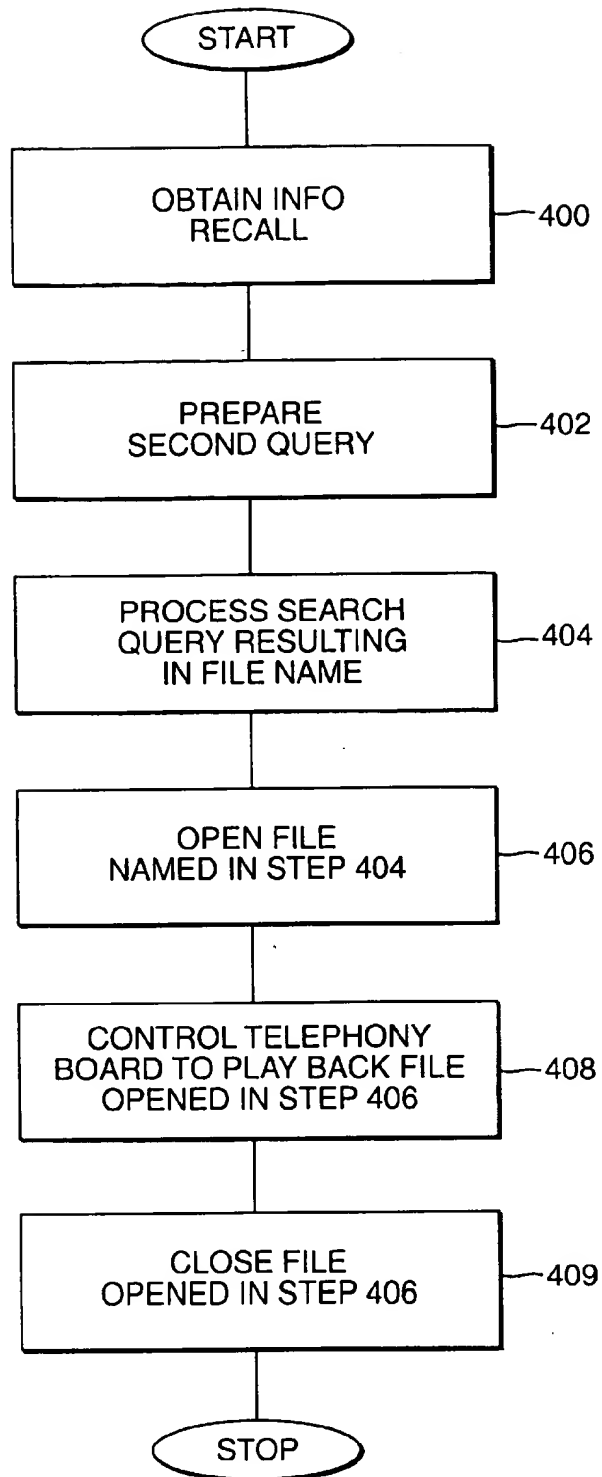 START
OBTAIN INFO
RECALL
400
PREPARE
SECOND QUERY
402
PROCESS SEARCH
QUERY RESULTING
IN FILE NAME
404
OPEN FILE
NAMED IN STEP 404
406
CONTROL TELEPHONY
BOARD TO PLAY BACK FILE
OPENED IN STEP 406
408
CLOSE FILE
OPENED IN STEP 406
409
STOP